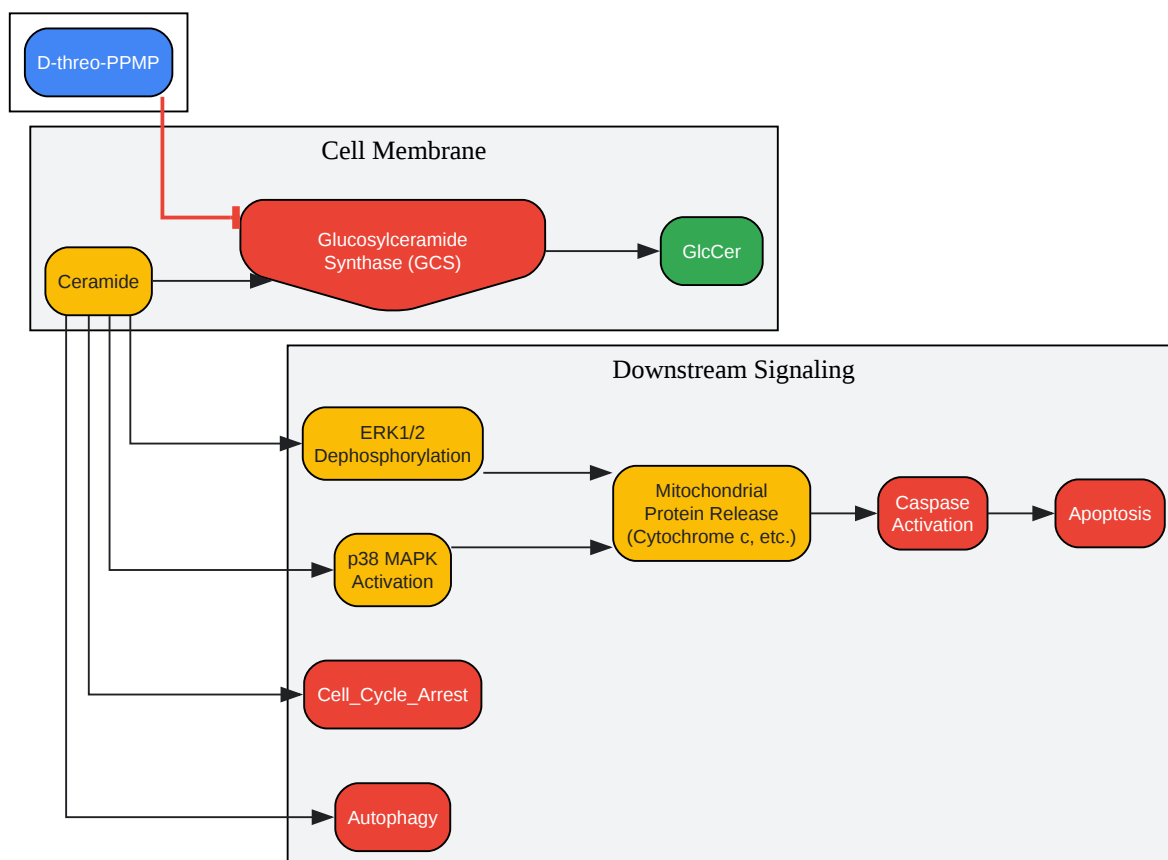 D-threo-PPMP
Cell Membrane
Glucosylceramide
Synthase (GCS)
GlcCer
Ceramide
Downstream Signaling
ERK1/2
Dephosphorylation
Mitochondrial
Protein Release
(Cytochrome c, etc.)
Caspase
Activation
Apoptosis
p38 MAPK
Activation
Cell_Cycle_Arrest
Autophagy